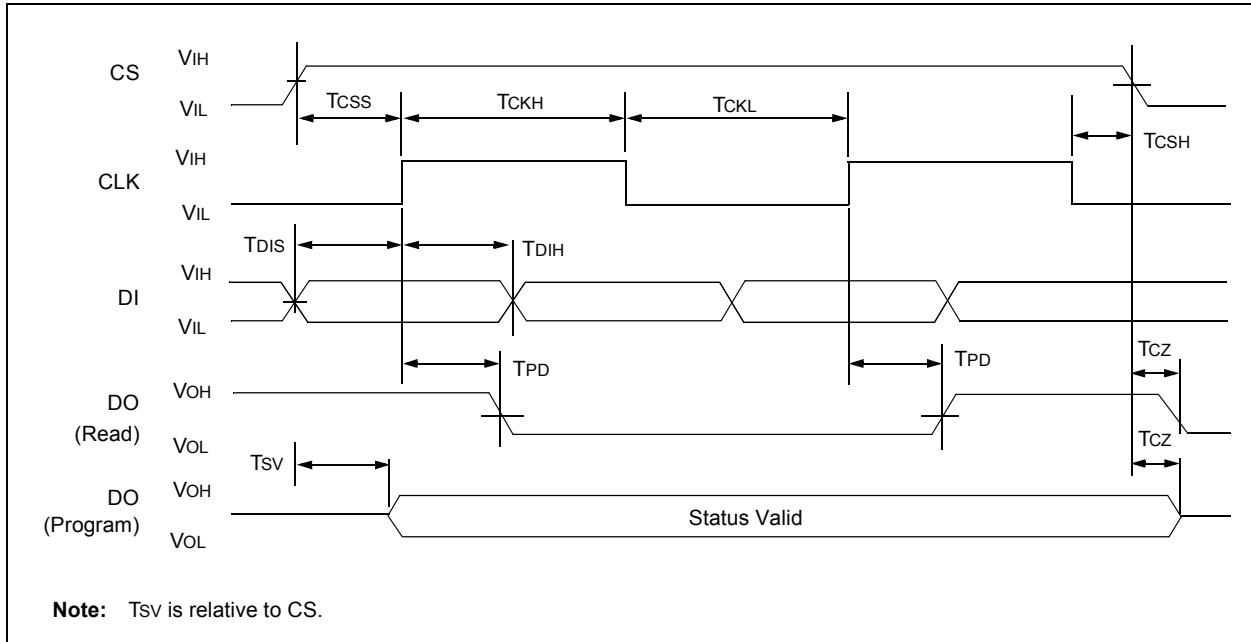 CS
VIH
VIL
TCSS
TCKH
TCKL
TCSH
CLK
VIH
VIL
TDIS
TDIH
DI
VIH
VIL
TPD
TPD
TCZ
DO
(Read)
VOH
VOL
TCZ
TSV
DO
(Program)
VOH
VOL
Status Valid
Note: TSV is relative to CS.